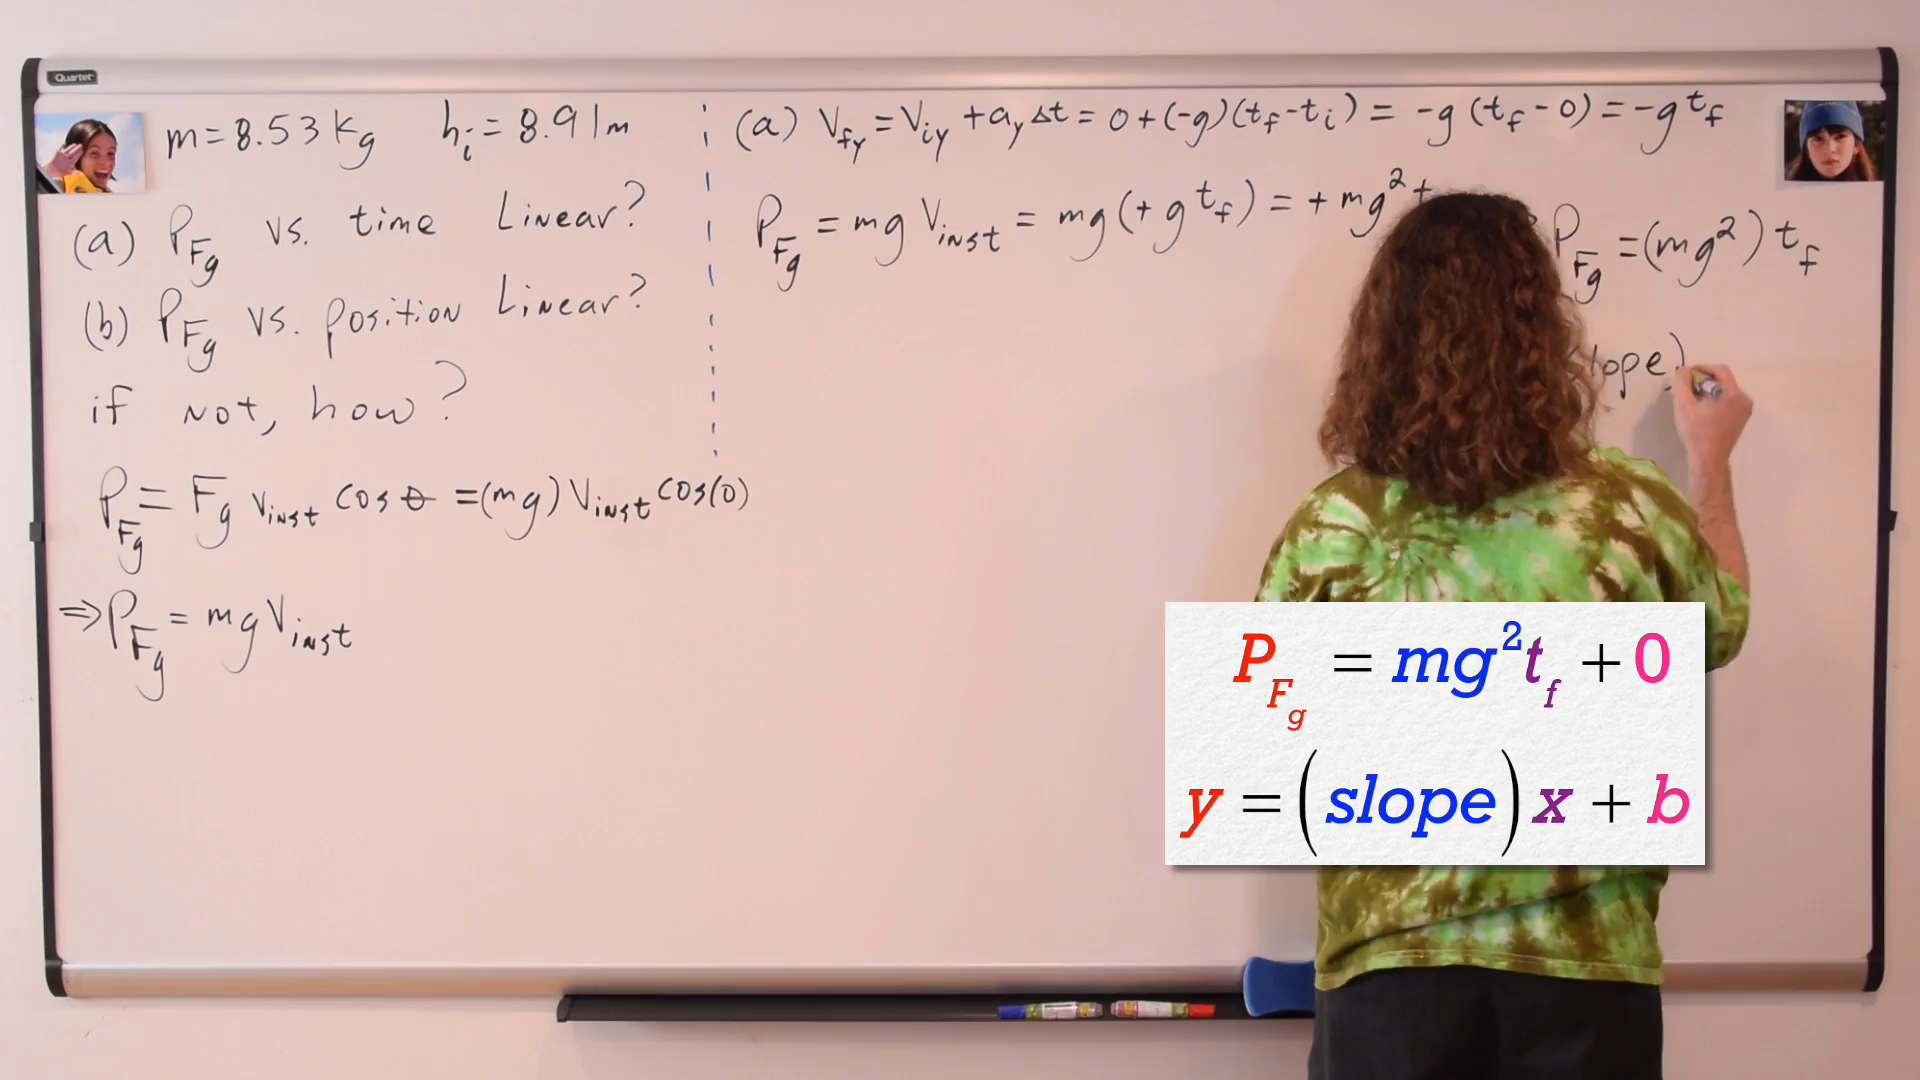 Quartet
m = 8.53 kg h_i = 8.91 m
(a) P_Fg vs. time Linear?
(b) P_Fg vs. position Linear?
if not, how?
P_Fg = F_g v_inst cos θ = (mg) V_inst cos(0)
⇒ P_Fg = mg V_inst
(a) V_fy = V_iy + a_y Δt = 0 + (-g)(t_f - t_i) = -g (t_f - 0) = -g t_f
P_Fg = mg V_inst = mg (+ g t_f) = + mg² t
P_Fg = (mg²) t_f
lope)
P_Fg = mg² t_f + 0
y = (slope) x + b